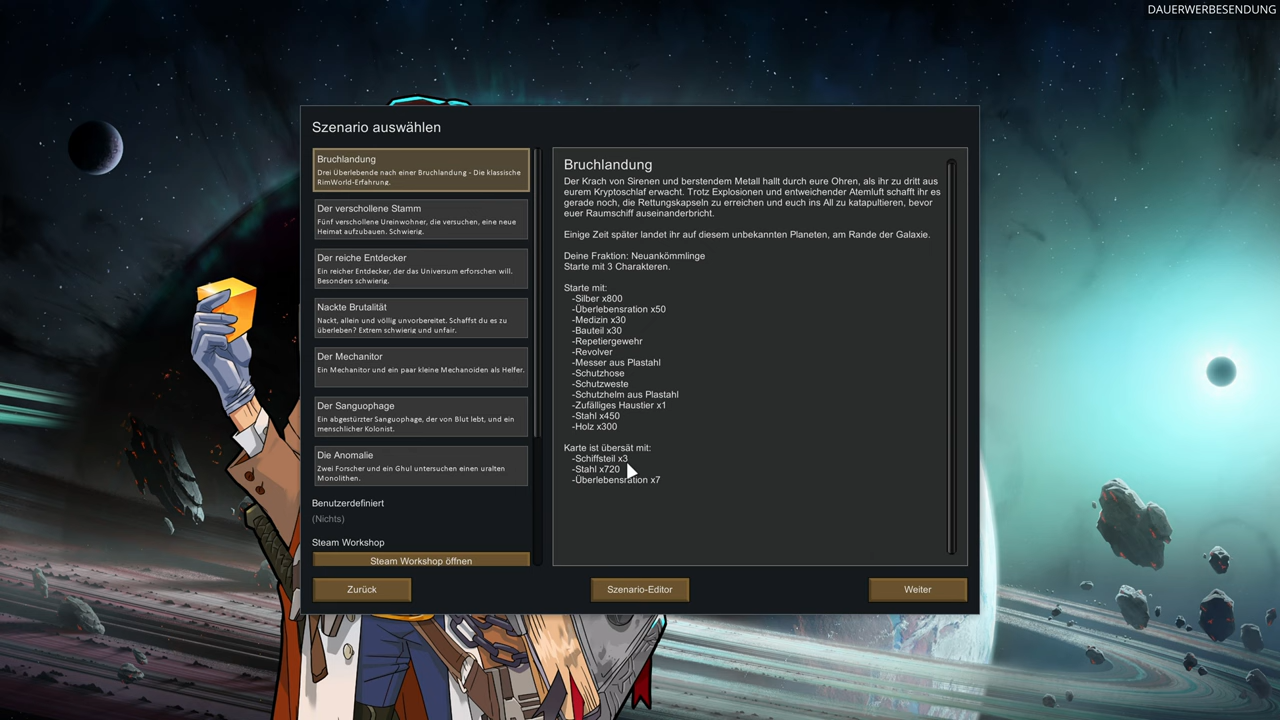 DAUERWERBESENDUNG
Szenario auswählen
Bruchlandung
Drei Überlebende nach einer Bruchlandung - Die klassische
RimWorld-Erfahrung.
Der verschollene Stamm
Fünf verschollene Ureinwohner, die versuchen, eine neue
Heimat aufzubauen. Schwierig.
Der reiche Entdecker
Ein reicher Entdecker, der das Universum erforschen will.
Besonders schwierig.
Nackte Brutalität
Nackt, allein und völlig unvorbereitet. Schaffst du es zu
überleben? Extrem schwierig und unfair.
Der Mechanitor
Ein Mechanitor und ein paar kleine Mechanoiden als Helfer.
Der Sanguophage
Ein abgestürzter Sanguophage, der von Blut lebt, und ein
menschlicher Kolonist.
Die Anomalie
Zwei Forscher und ein Ghul untersuchen einen uralten
Monolithen.
Benutzerdefiniert
(Nichts)
Steam Workshop
Steam Workshop öffnen
Bruchlandung
Der Krach von Sirenen und berstendem Metall hallt durch eure Ohren, als ihr zu dritt aus
eurem Kryptoschlaf erwacht. Trotz Explosionen und entweichender Atemluft schafft ihr es
gerade noch, die Rettungskapseln zu erreichen und euch ins All zu katapultieren, bevor
euer Raumschiff auseinanderbricht.
Einige Zeit später landet ihr auf diesem unbekannten Planeten, am Rande der Galaxie.
Deine Fraktion: Neuankömmlinge
Starte mit 3 Charakteren.
Starte mit:
-Silber x800
-Überlebensration x50
-Medizin x30
-Bauteil x30
-Repetiergewehr
-Revolver
-Messer aus Plastahl
-Schutzhose
-Schutzweste
-Schutzhelm aus Plastahl
-Zufälliges Haustier x1
-Stahl x450
-Holz x300
Karte ist übersät mit:
-Schiffsteil x3
-Stahl x720
-Überlebensration x7
Zurück
Szenario-Editor
Weiter